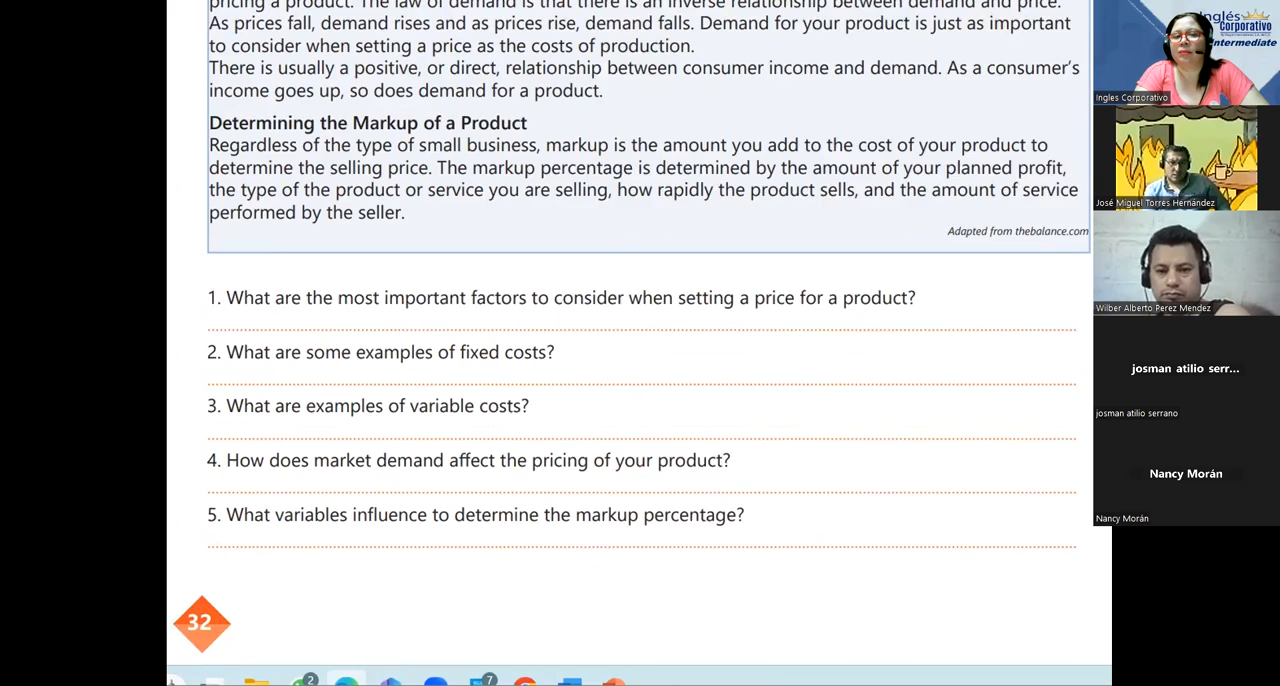 pricing a product. The law of demand is that there is an inverse relationship between demand and price.
As prices fall, demand rises and as prices rise, demand falls. Demand for your product is just as important
to consider when setting a price as the costs of production.
There is usually a positive, or direct, relationship between consumer income and demand. As a consumer's
income goes up, so does demand for a product.
Determining the Markup of a Product
Regardless of the type of small business, markup is the amount you add to the cost of your product to
determine the selling price. The markup percentage is determined by the amount of your planned profit,
the type of the product or service you are selling, how rapidly the product sells, and the amount of service
performed by the seller.
Adapted from thebalance.com
1. What are the most important factors to consider when setting a price for a product?
2. What are some examples of fixed costs?
3. What are examples of variable costs?
4. How does market demand affect the pricing of your product?
5. What variables influence to determine the markup percentage?
32
2
7
Inglés
Corporativo
Intermediate
Ingles Corporativo
José Miguel Torres Hernández
Wilber Alberto Perez Mendez
josman atilio serr...
josman atilio serrano
Nancy Morán
Nancy Morán